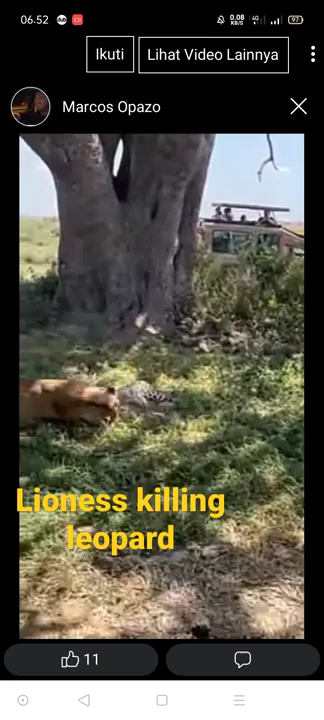 06.52
0.08
KB/S
4G
97
Ikuti
Lihat Video Lainnya
Marcos Opazo
Lioness killing
leopard
11